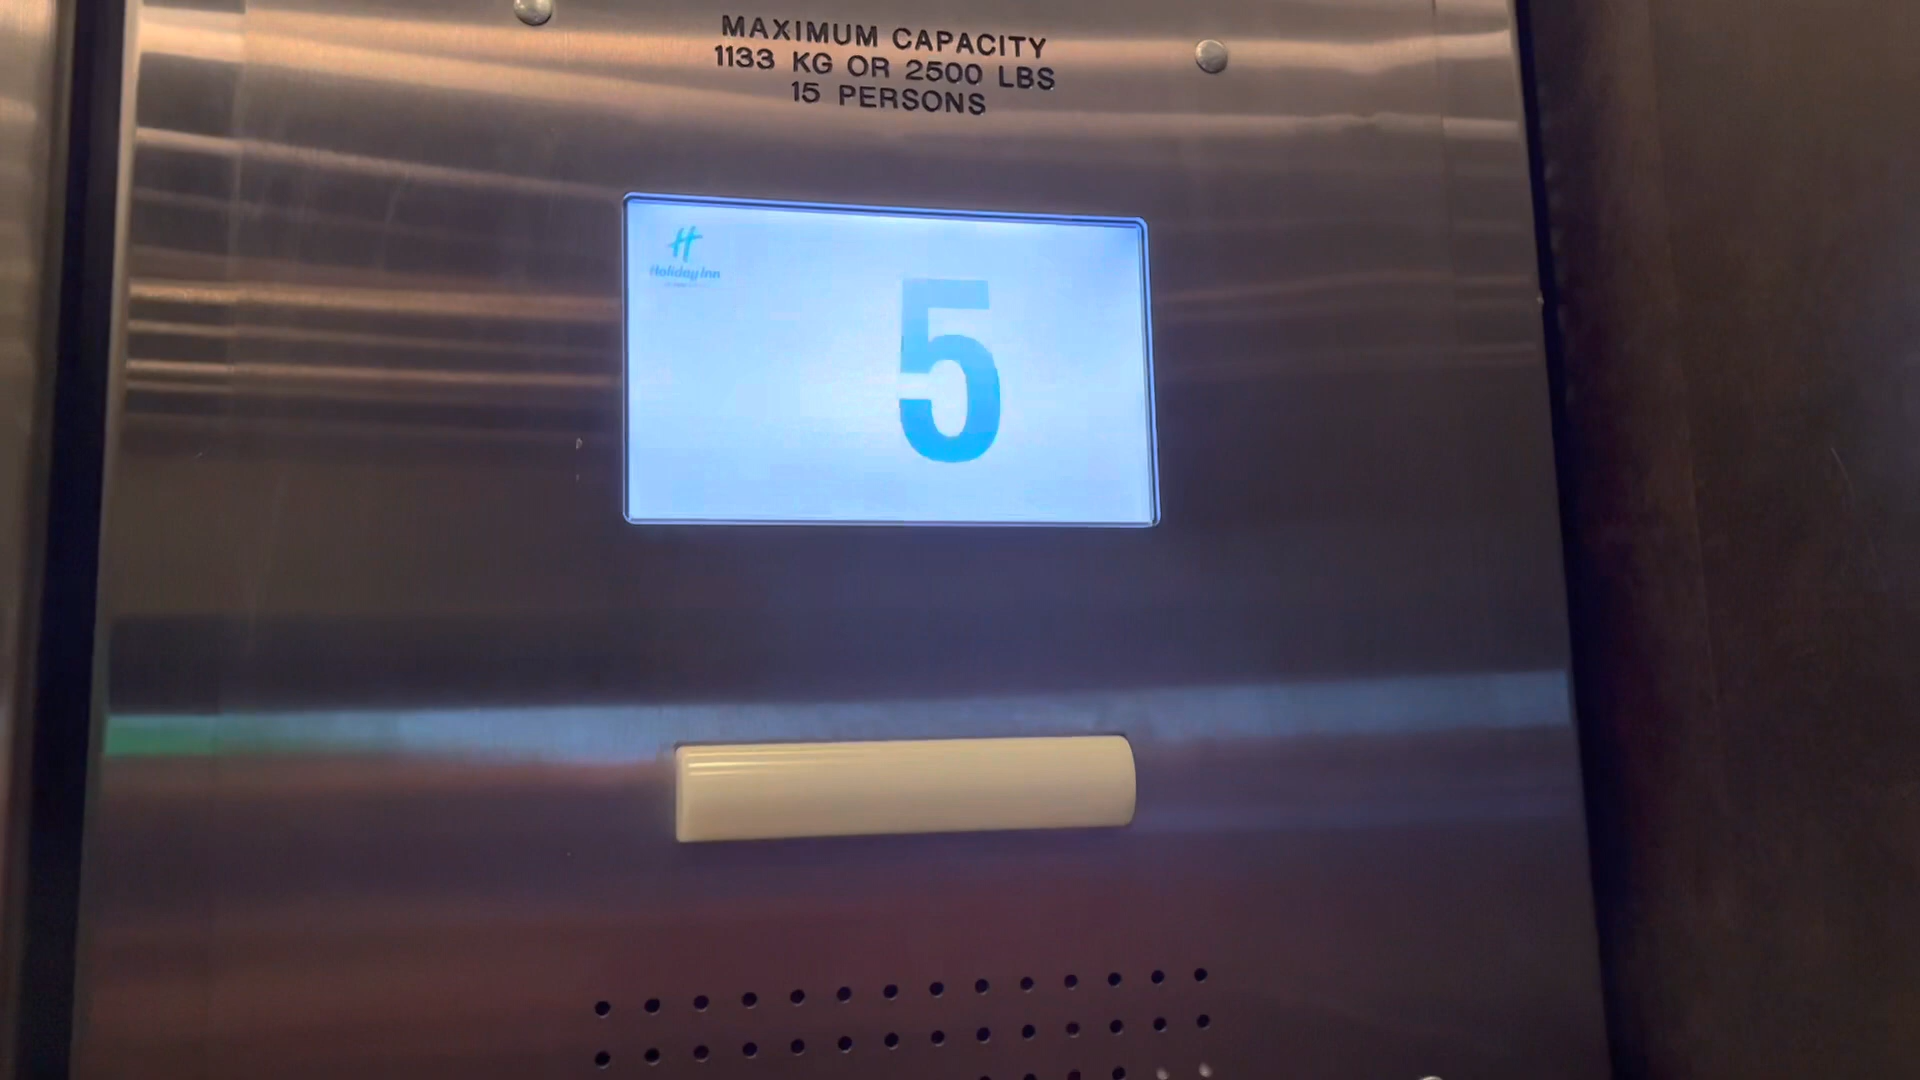 MAXIMUM CAPACITY
1133 KG OR 2500 LBS
15 PERSONS
H
Holiday Inn
5